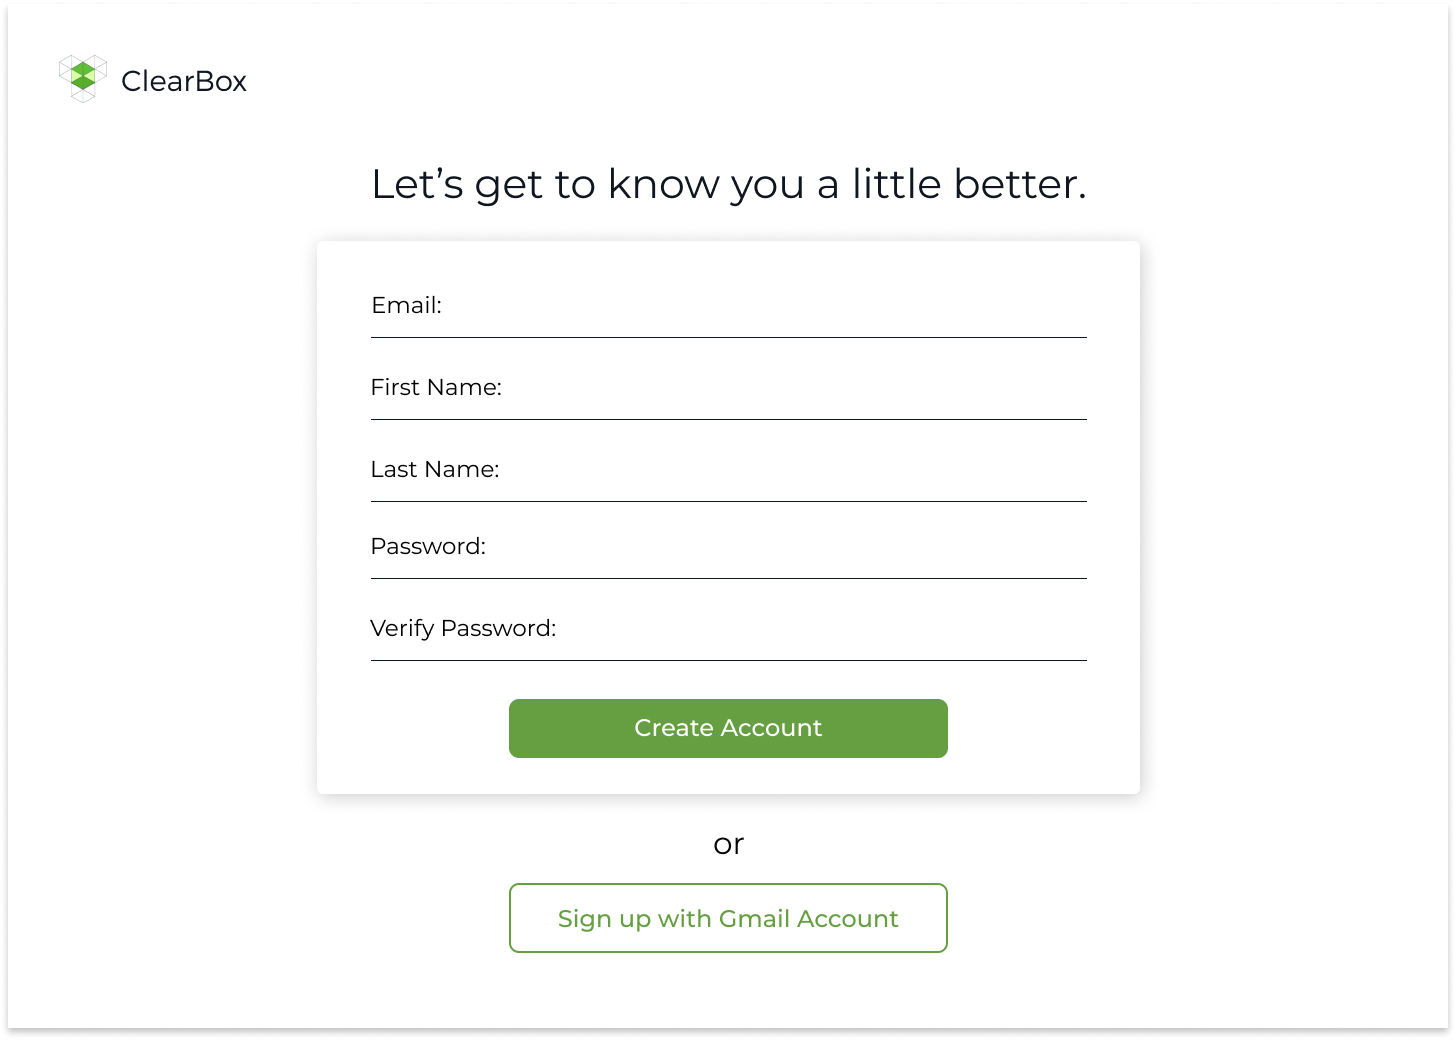 ClearBox
Let’s get to know you a little better.
Email:
First Name:
Last Name:
Password:
Verify Password:
Create Account
or
Sign up with Gmail Account